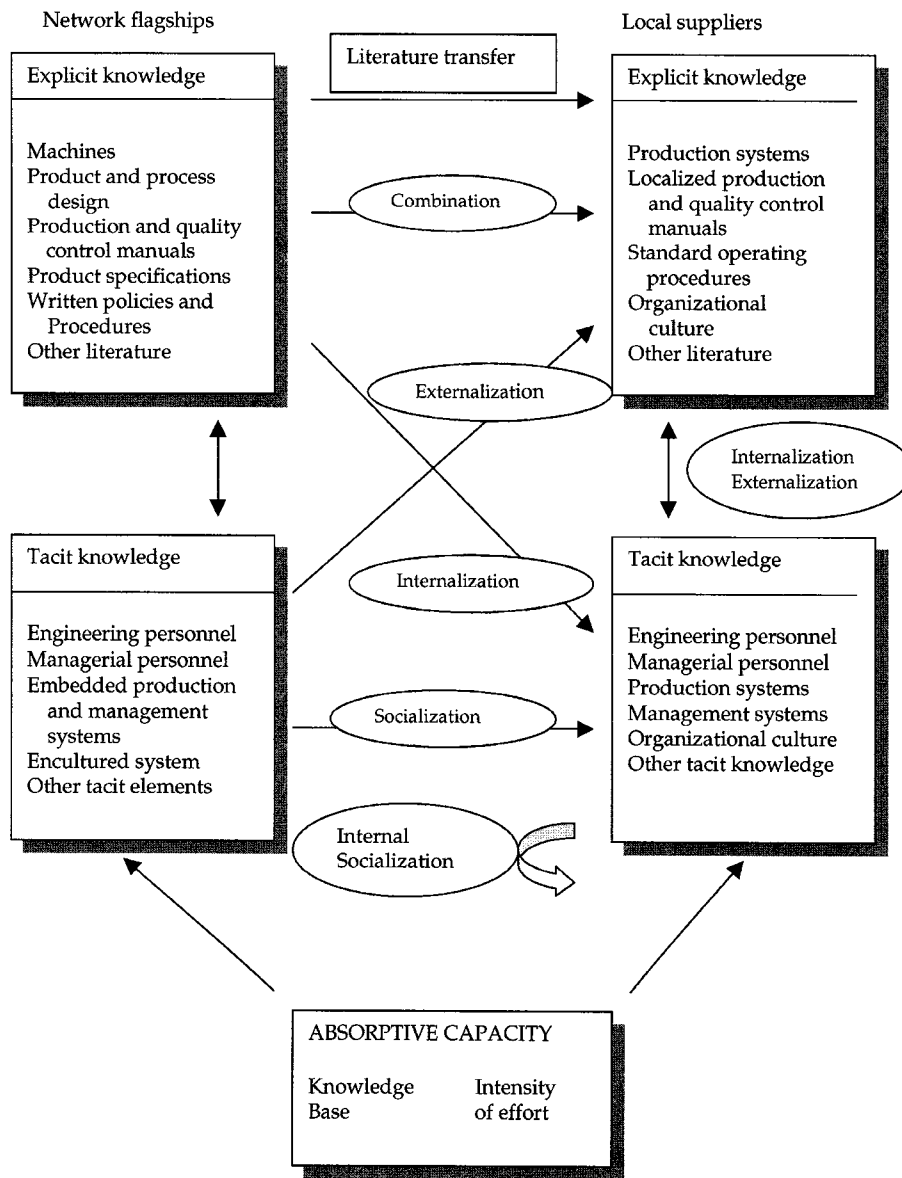 Network flagships
Local suppliers
Literature transfer
Explicit knowledge
Machines
Product and process
design
Production and quality
control manuals
Product specifications
Written policies and
Procedures
Other literature
Explicit knowledge
Production systems
Localized production
and quality control
manuals
Standard operating
procedures
Organizational
culture
Other literature
Combination
Externalization
Internalization
Externalization
Tacit knowledge
Engineering personnel
Managerial personnel
Embedded production
and management
systems
Encultured system
Other tacit elements
Internalization
Socialization
Internal
Socialization
Tacit knowledge
Engineering personnel
Managerial personnel
Production systems
Management systems
Organizational culture
Other tacit knowledge
ABSORPTIVE CAPACITY
Knowledge
Base
Intensity
of effort